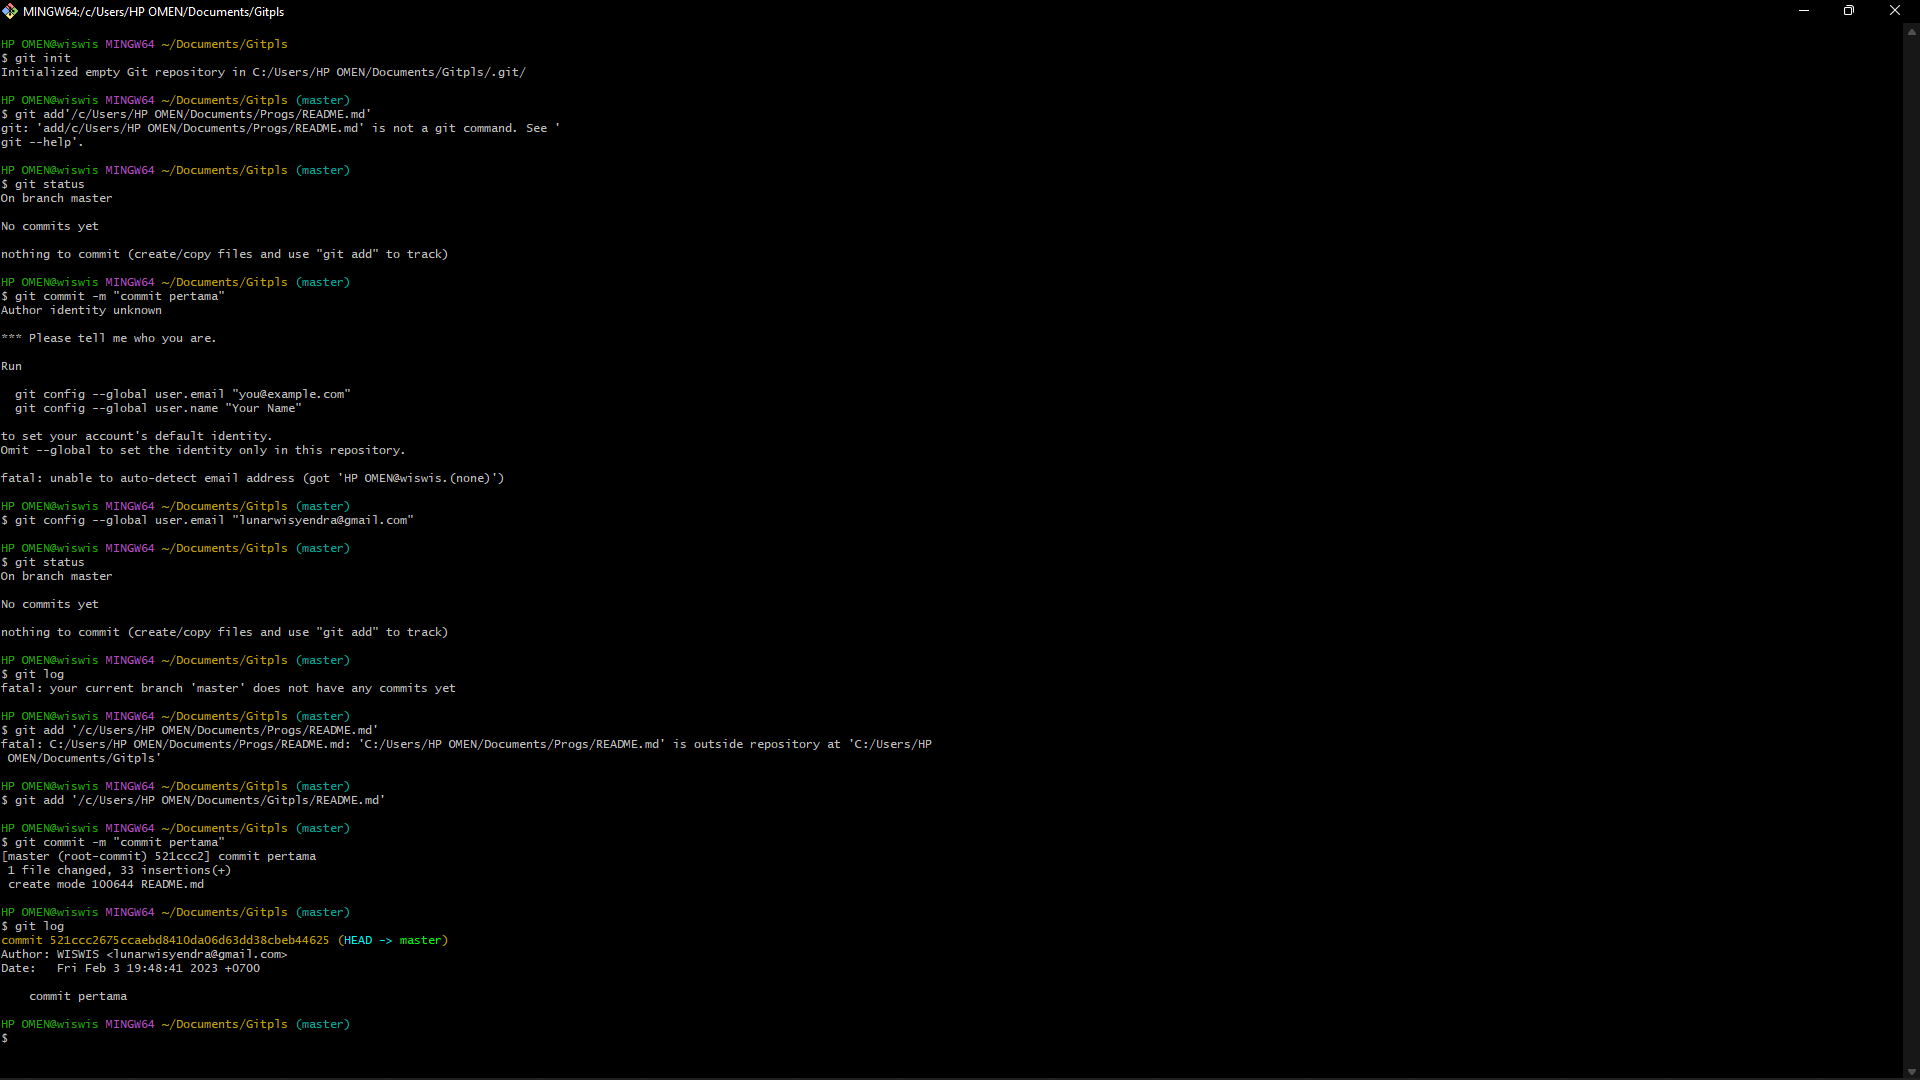 MINGW64:/c/Users/HP OMEN/Documents/Gitpls
HP OMEN@wiswis MINGW64 ~/Documents/Gitpls
$ git init
Initialized empty Git repository in C:/Users/HP OMEN/Documents/Gitpls/.git/
HP OMEN@wiswis MINGW64 ~/Documents/Gitpls (master)
$ git add'/c/Users/HP OMEN/Documents/Progs/README.md'
git: 'add/c/Users/HP OMEN/Documents/Progs/README.md' is not a git command. See '
git --help'.
HP OMEN@wiswis MINGW64 ~/Documents/Gitpls (master)
$ git status
On branch master
No commits yet
nothing to commit (create/copy files and use "git add" to track)
HP OMEN@wiswis MINGW64 ~/Documents/Gitpls (master)
$ git commit -m "commit pertama"
Author identity unknown
*** Please tell me who you are.
Run
git config --global user.email "you@example.com"
git config --global user.name "Your Name"
to set your account's default identity.
Omit --global to set the identity only in this repository.
fatal: unable to auto-detect email address (got 'HP OMEN@wiswis.(none)')
HP OMEN@wiswis MINGW64 ~/Documents/Gitpls (master)
$ git config --global user.email "lunarwisyendra@gmail.com"
HP OMEN@wiswis MINGW64 ~/Documents/Gitpls (master)
$ git status
On branch master
No commits yet
nothing to commit (create/copy files and use "git add" to track)
HP OMEN@wiswis MINGW64 ~/Documents/Gitpls (master)
$ git log
fatal: your current branch 'master' does not have any commits yet
HP OMEN@wiswis MINGW64 ~/Documents/Gitpls (master)
$ git add '/c/Users/HP OMEN/Documents/Progs/README.md'
fatal: C:/Users/HP OMEN/Documents/Progs/README.md: 'C:/Users/HP OMEN/Documents/Progs/README.md' is outside repository at 'C:/Users/HP
OMEN/Documents/Gitpls'
HP OMEN@wiswis MINGW64 ~/Documents/Gitpls (master)
$ git add '/c/Users/HP OMEN/Documents/Gitpls/README.md'
HP OMEN@wiswis MINGW64 ~/Documents/Gitpls (master)
$ git commit -m "commit pertama"
[master (root-commit) 521ccc2] commit pertama
1 file changed, 33 insertions(+)
create mode 100644 README.md
HP OMEN@wiswis MINGW64 ~/Documents/Gitpls (master)
$ git log
commit 521ccc2675ccaebd8410da06d63dd38cbeb44625 (HEAD -> master)
Author: WISWIS <lunarwisyendra@gmail.com>
Date:   Fri Feb 3 19:48:41 2023 +0700
commit pertama
HP OMEN@wiswis MINGW64 ~/Documents/Gitpls (master)
$